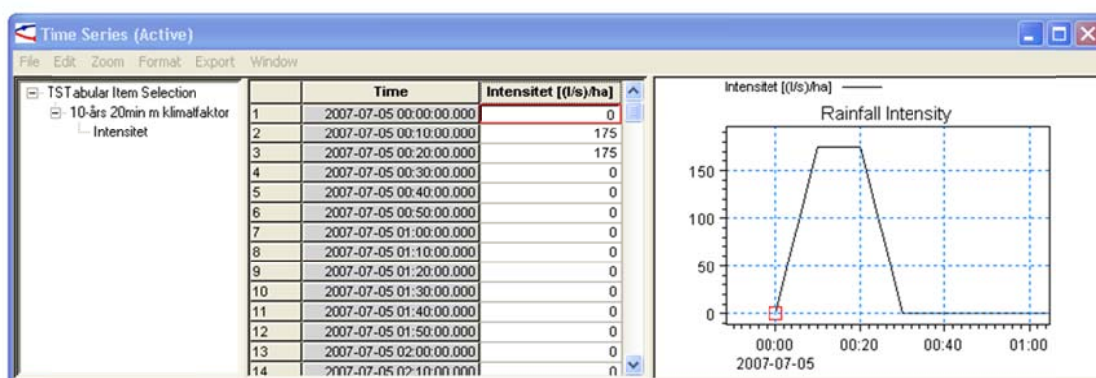 Time Series (Active)
File Edit Zoom Format Export Window
TSTabular Item Selection
10-års 20min m klimatfaktor
Intensitet
Time Intensitet [(l/s)/ha]
1 2007-07-05 00:00:00.000 0
2 2007-07-05 00:10:00.000 175
3 2007-07-05 00:20:00.000 175
4 2007-07-05 00:30:00.000 0
5 2007-07-05 00:40:00.000 0
6 2007-07-05 00:50:00.000 0
7 2007-07-05 01:00:00.000 0
8 2007-07-05 01:10:00.000 0
9 2007-07-05 01:20:00.000 0
10 2007-07-05 01:30:00.000 0
11 2007-07-05 01:40:00.000 0
12 2007-07-05 01:50:00.000 0
13 2007-07-05 02:00:00.000 0
14 2007-07-05 02:10:00.000 0
Intensitet [(l/s)/ha]
Rainfall Intensity
150
100
50
0
00:00 00:20 00:40 01:00
2007-07-05